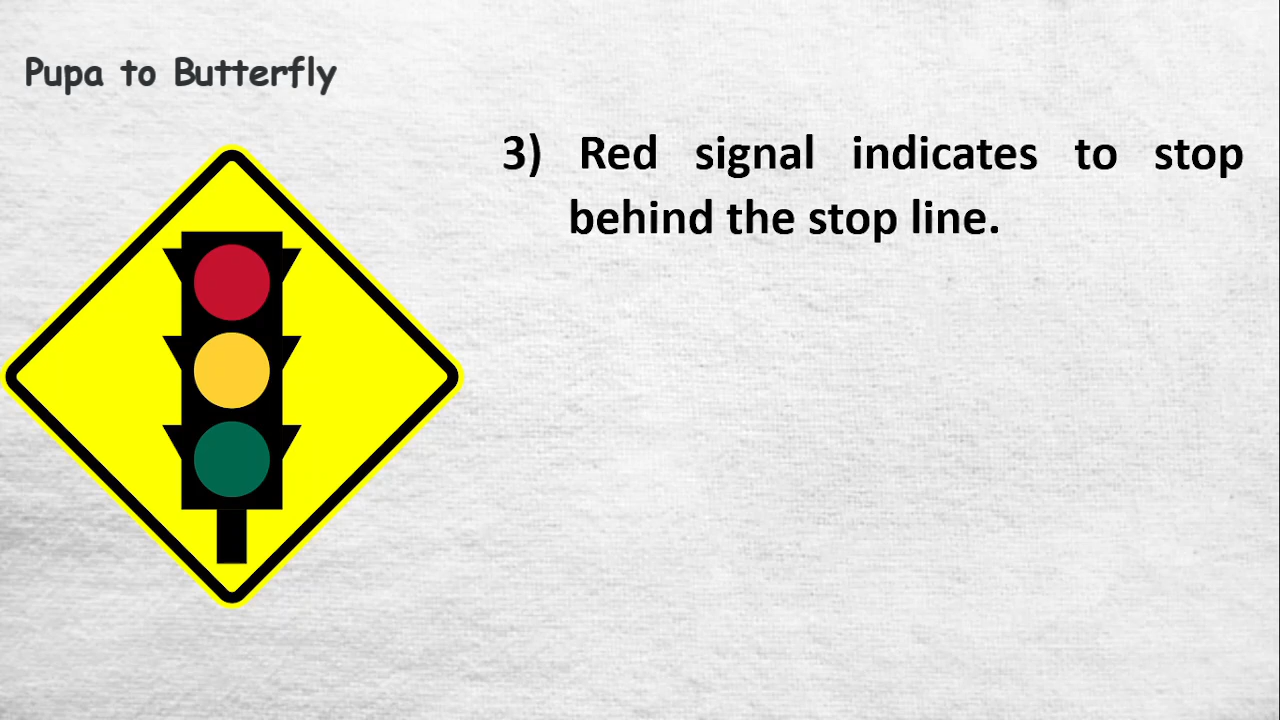 Pupa to Butterfly
3) Red signal indicates to stop
behind the stop line.